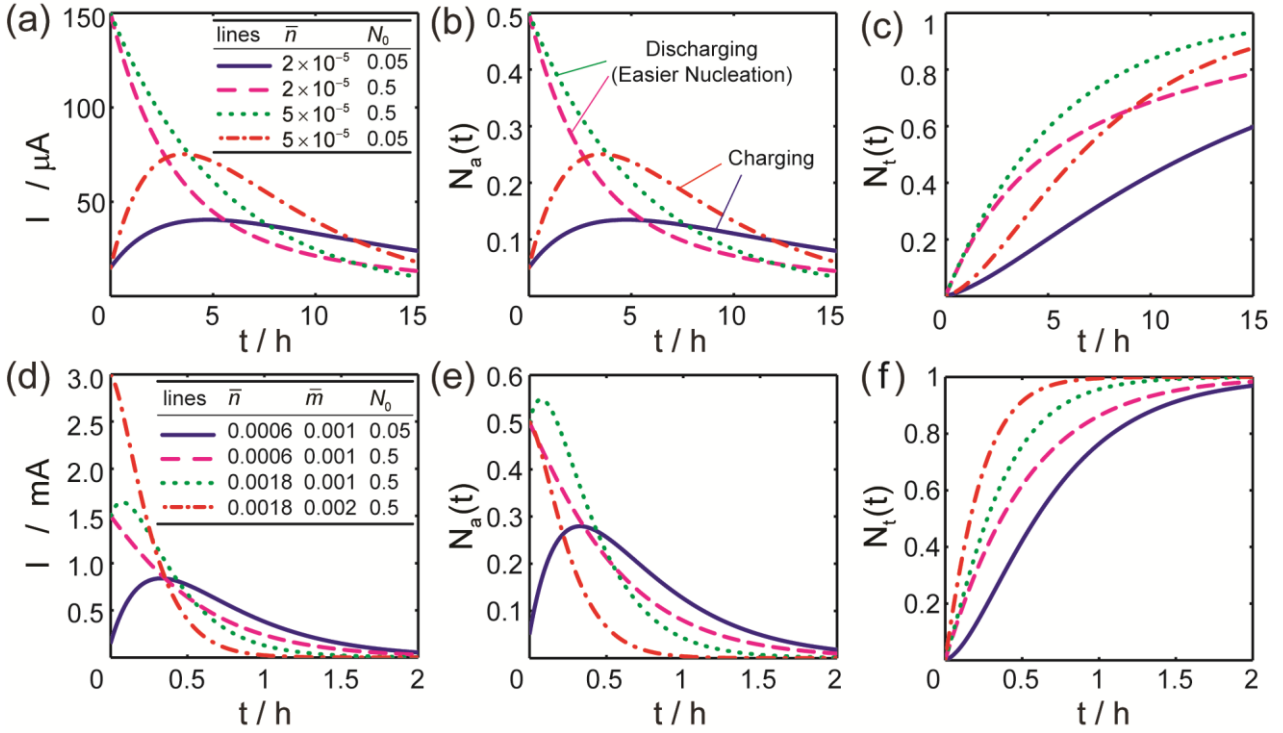 (a)
150
100
50
I / μA
lines n̄ N0
2×10−5 0.05
2×10−5 0.5
5×10−5 0.5
5×10−5 0.05
0 5 10 15
t / h
(b)
0.5
0.4
0.3
0.2
0.1
Na(t)
Discharging
(Easier Nucleation)
Charging
0 5 10 15
t / h
(c)
1
0.8
0.6
0.4
0.2
Nt(t)
0 5 10 15
t / h
(d)
3.0
2.5
2.0
1.5
1.0
0.5
I / mA
lines n̄ m̄ N0
0.0006 0.001 0.05
0.0006 0.001 0.5
0.0018 0.001 0.5
0.0018 0.002 0.5
0 0.5 1 1.5 2
t / h
(e)
0.6
0.5
0.4
0.3
0.2
0.1
Na(t)
0 0.5 1 1.5 2
t / h
(f)
1
0.8
0.6
0.4
0.2
Nt(t)
0 0.5 1 1.5 2
t / h